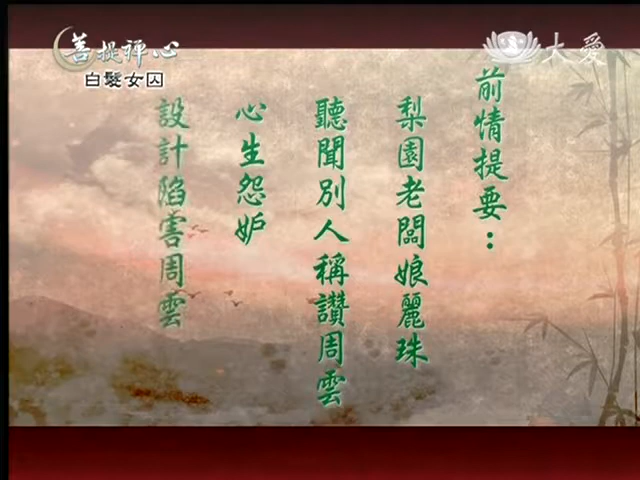 菩提禪心
白髮女囚
大愛
前情提要：
梨園老闆娘麗珠
聽聞別人稱讚周雲
心生怨妒
設計陷害周雲